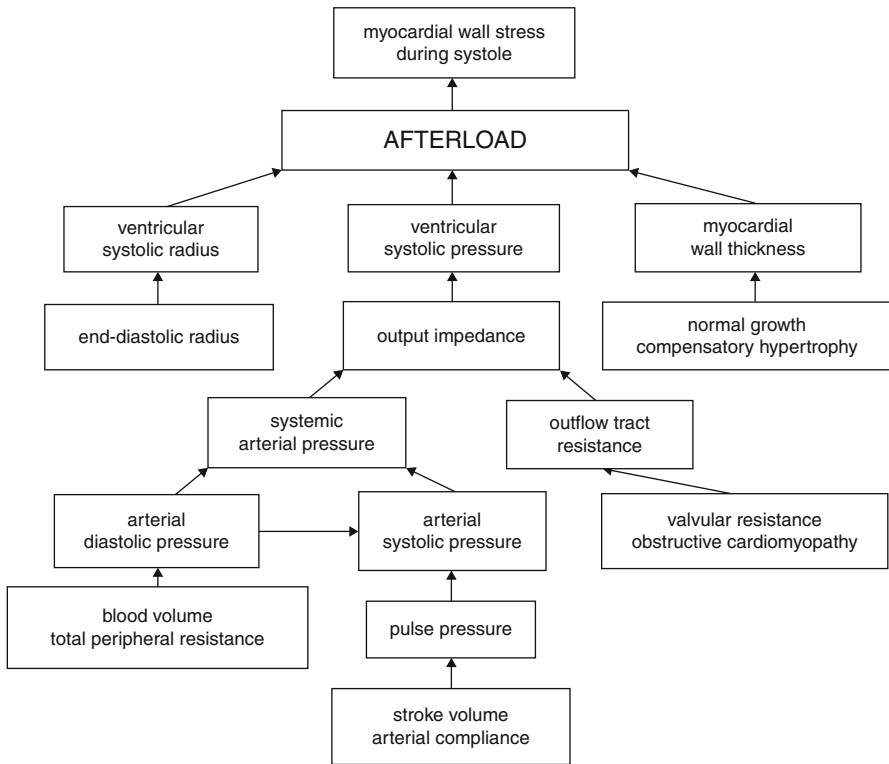 myocardial wall stress
during systole
AFTERLOAD
ventricular
systolic radius
ventricular
systolic pressure
myocardial
wall thickness
end-diastolic radius
output impedance
normal growth
compensatory hypertrophy
systemic
arterial pressure
outflow tract
resistance
arterial
diastolic pressure
arterial
systolic pressure
valvular resistance
obstructive cardiomyopathy
blood volume
total peripheral resistance
pulse pressure
stroke volume
arterial compliance